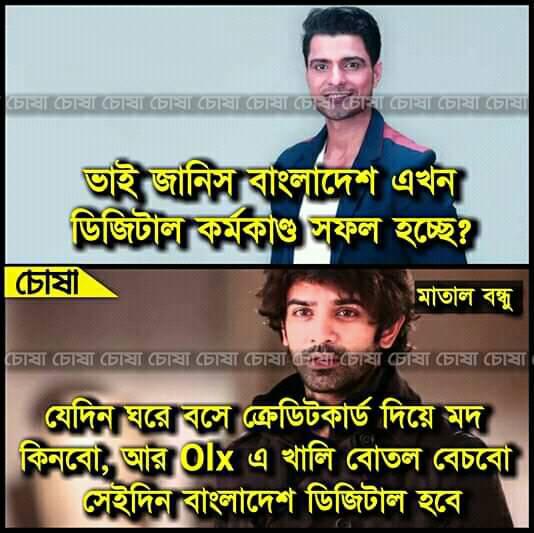 চোষা চোষা চোষা চোষা চোষা চোষা চোষা চোষা চোষা চোষা চোষা
ভাই জানিস বাংলাদেশ এখন
ডিজিটাল কর্মকাণ্ড সফল হচ্ছে?
চোষা
মাতাল বন্ধু
চোষা চোষা চোষা চোষা চোষা চোষা চোষা চোষা চোষা চোষা চোষা
যেদিন ঘরে বসে ক্রেডিটকার্ড দিয়ে মদ
কিনবো, আর Olx এ খালি বোতল বেচবো
সেইদিন বাংলাদেশ ডিজিটাল হবে